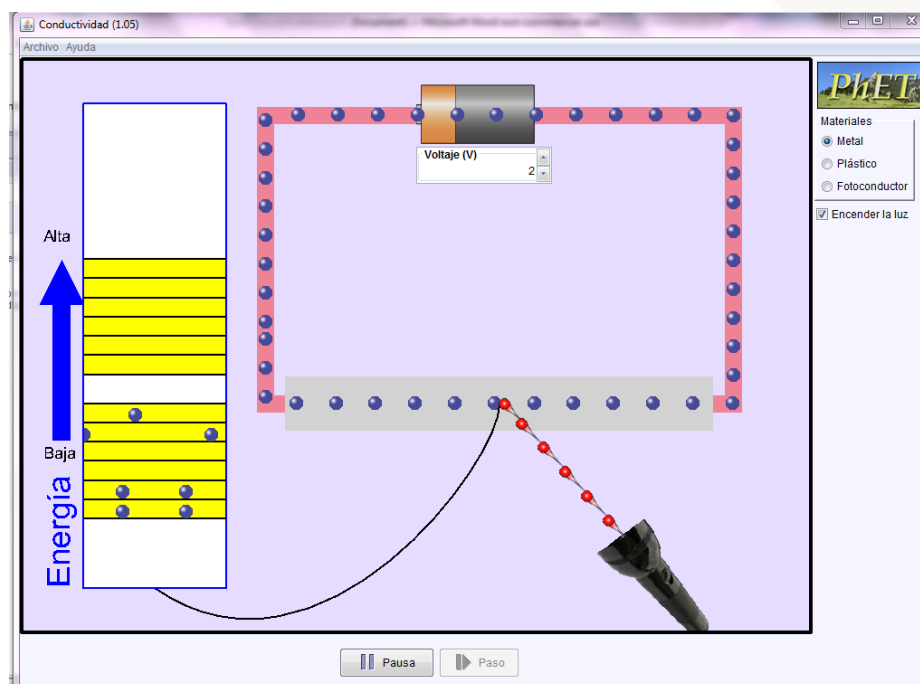 Conductividad (1.05)
Archivo Ayuda
PhET
Materiales
Metal
Plástico
Fotoconductor
Encender la luz
Voltaje (V)
2
Alta
Baja
Energía
Pausa
Paso